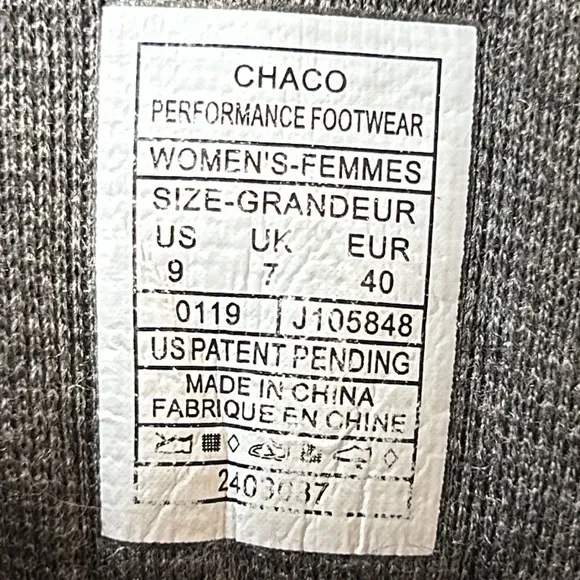 CHACO
PERFORMANCE FOOTWEAR
WOMEN'S-FEMMES
SIZE-GRANDEUR
US UK EUR
9 7 40
0119 J105848
US PATENT PENDING
MADE IN CHINA
FABRIQUE EN CHINE